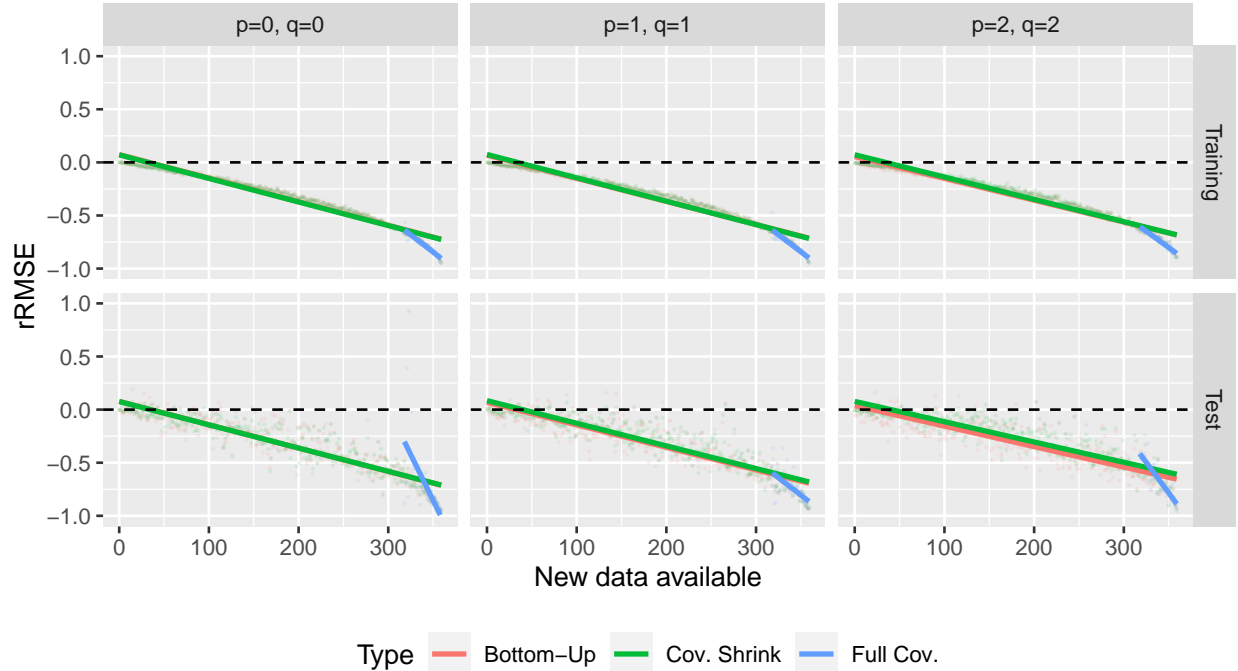 p=0, q=0
p=1, q=1
p=2, q=2
1.0
0.5
0.0
−0.5
−1.0
Training
1.0
0.5
0.0
−0.5
−1.0
Test
rRMSE
0 100 200 300
0 100 200 300
0 100 200 300
New data available
Type Bottom−Up Cov. Shrink Full Cov.